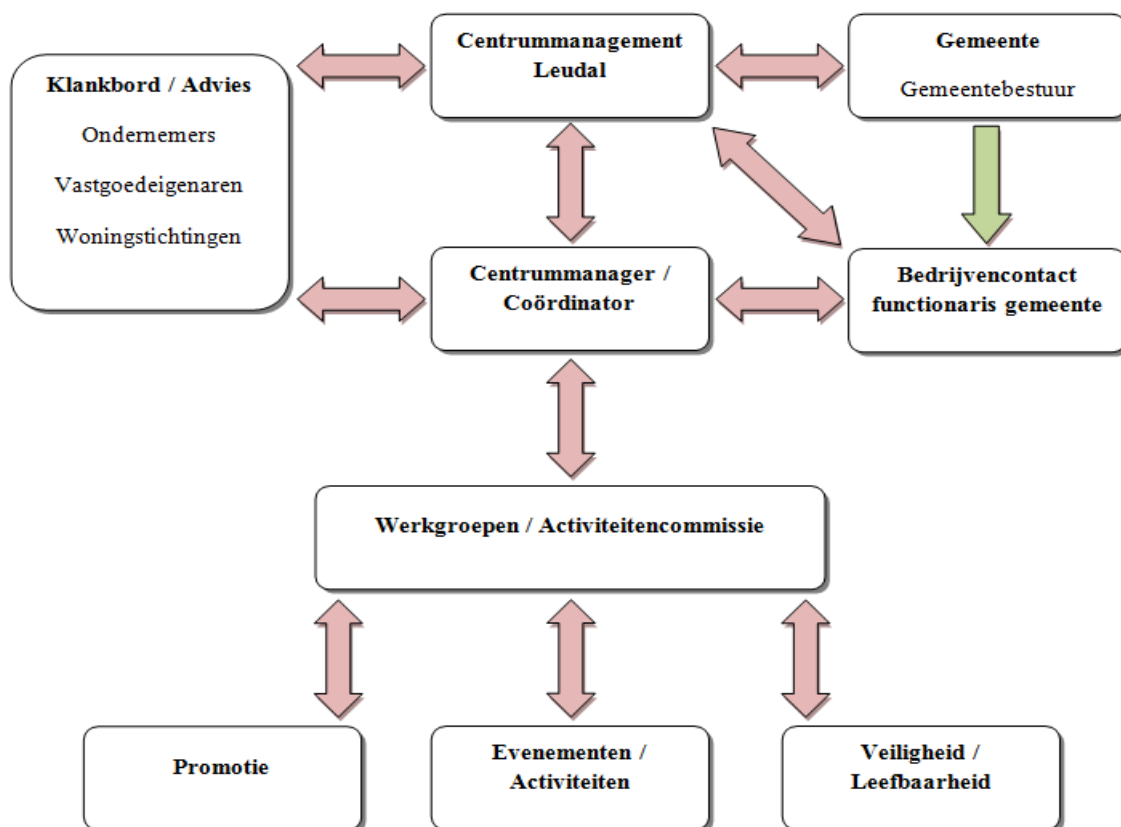 Klankbord / Advies
Ondernemers
Vastgoedeigenaren
Woningstichtingen
Centrummanagement
Leudal
Gemeente
Gemeentebestuur
Centrummanager /
Coördinator
Bedrijvencontact
functionaris gemeente
Werkgroepen / Activiteitencommissie
Promotie
Evenementen /
Activiteiten
Veiligheid /
Leefbaarheid